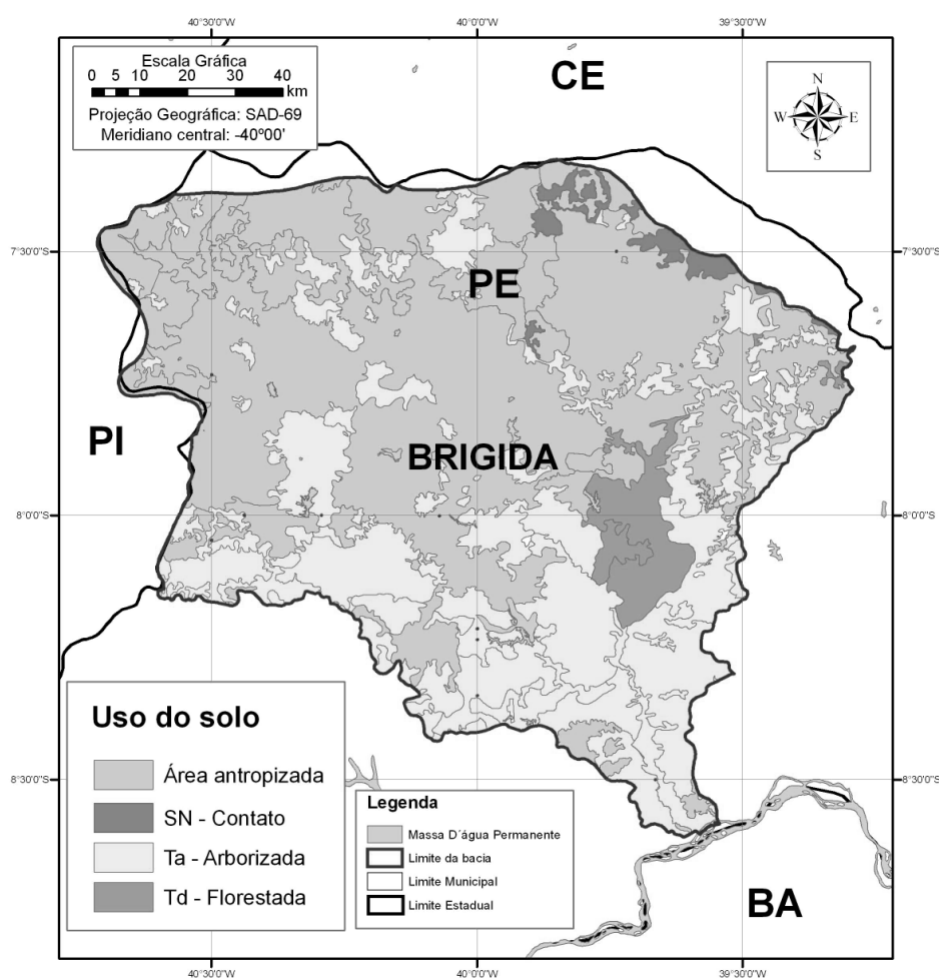 40°30'0"W
40°0'0"W
39°30'0"W
Escala Gráfica
0 5 10 20 30 40
km
Projeção Geográfica: SAD-69
Meridiano central: -40º00'
CE
N
W E
S
7°30'0"S
7°30'0"S
PE
PI
BRIGIDA
8°0'0"S
8°0'0"S
Uso do solo
Área antropizada
SN - Contato
Ta - Arborizada
Td - Florestada
8°30'0"S
8°30'0"S
Legenda
Massa D´água Permanente
Limite da bacia
Limite Municipal
Limite Estadual
BA
40°30'0"W
40°0'0"W
39°30'0"W